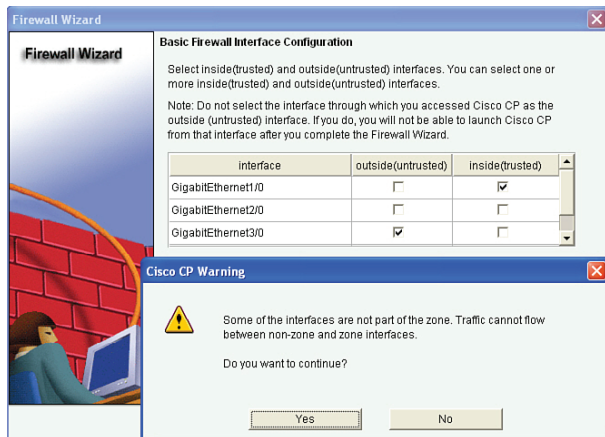 Firewall Wizard
Firewall Wizard
Basic Firewall Interface Configuration
Select inside(trusted) and outside(untrusted) interfaces. You can select one or
more inside(trusted) and outside(untrusted) interfaces.
Note: Do not select the interface through which you accessed Cisco CP as the
outside (untrusted) interface. If you do, you will not be able to launch Cisco CP
from that interface after you complete the Firewall Wizard.
interface outside(untrusted) inside(trusted)
GigabitEthernet1/0
GigabitEthernet2/0
GigabitEthernet3/0
Cisco CP Warning
Some of the interfaces are not part of the zone. Traffic cannot flow
between non-zone and zone interfaces.
Do you want to continue?
Yes No